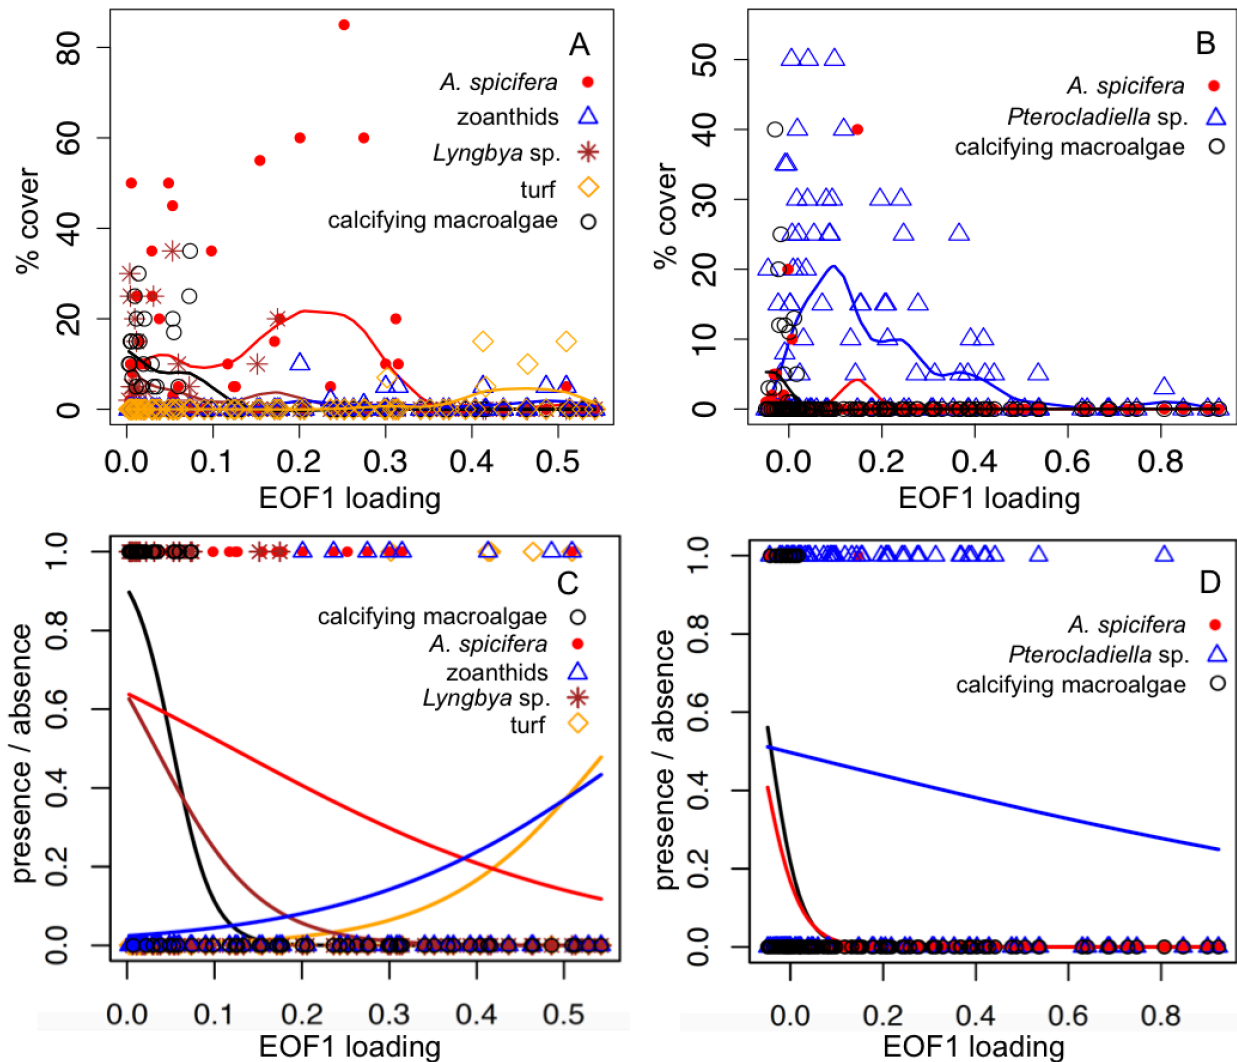 A
A. spicifera
zoanthids
Lyngbya sp.
turf
calcifying macroalgae
% cover
0 20 40 60 80
0.0 0.1 0.2 0.3 0.4 0.5
EOF1 loading
B
A. spicifera
Pterocladiella sp.
calcifying macroalgae
% cover
0 10 20 30 40 50
0.0 0.2 0.4 0.6 0.8
EOF1 loading
C
calcifying macroalgae
A. spicifera
zoanthids
Lyngbya sp.
turf
presence / absence
0.0 0.2 0.4 0.6 0.8 1.0
0.0 0.1 0.2 0.3 0.4 0.5
EOF1 loading
D
A. spicifera
Pterocladiella sp.
calcifying macroalgae
presence / absence
0.0 0.2 0.4 0.6 0.8 1.0
0.0 0.2 0.4 0.6 0.8
EOF1 loading